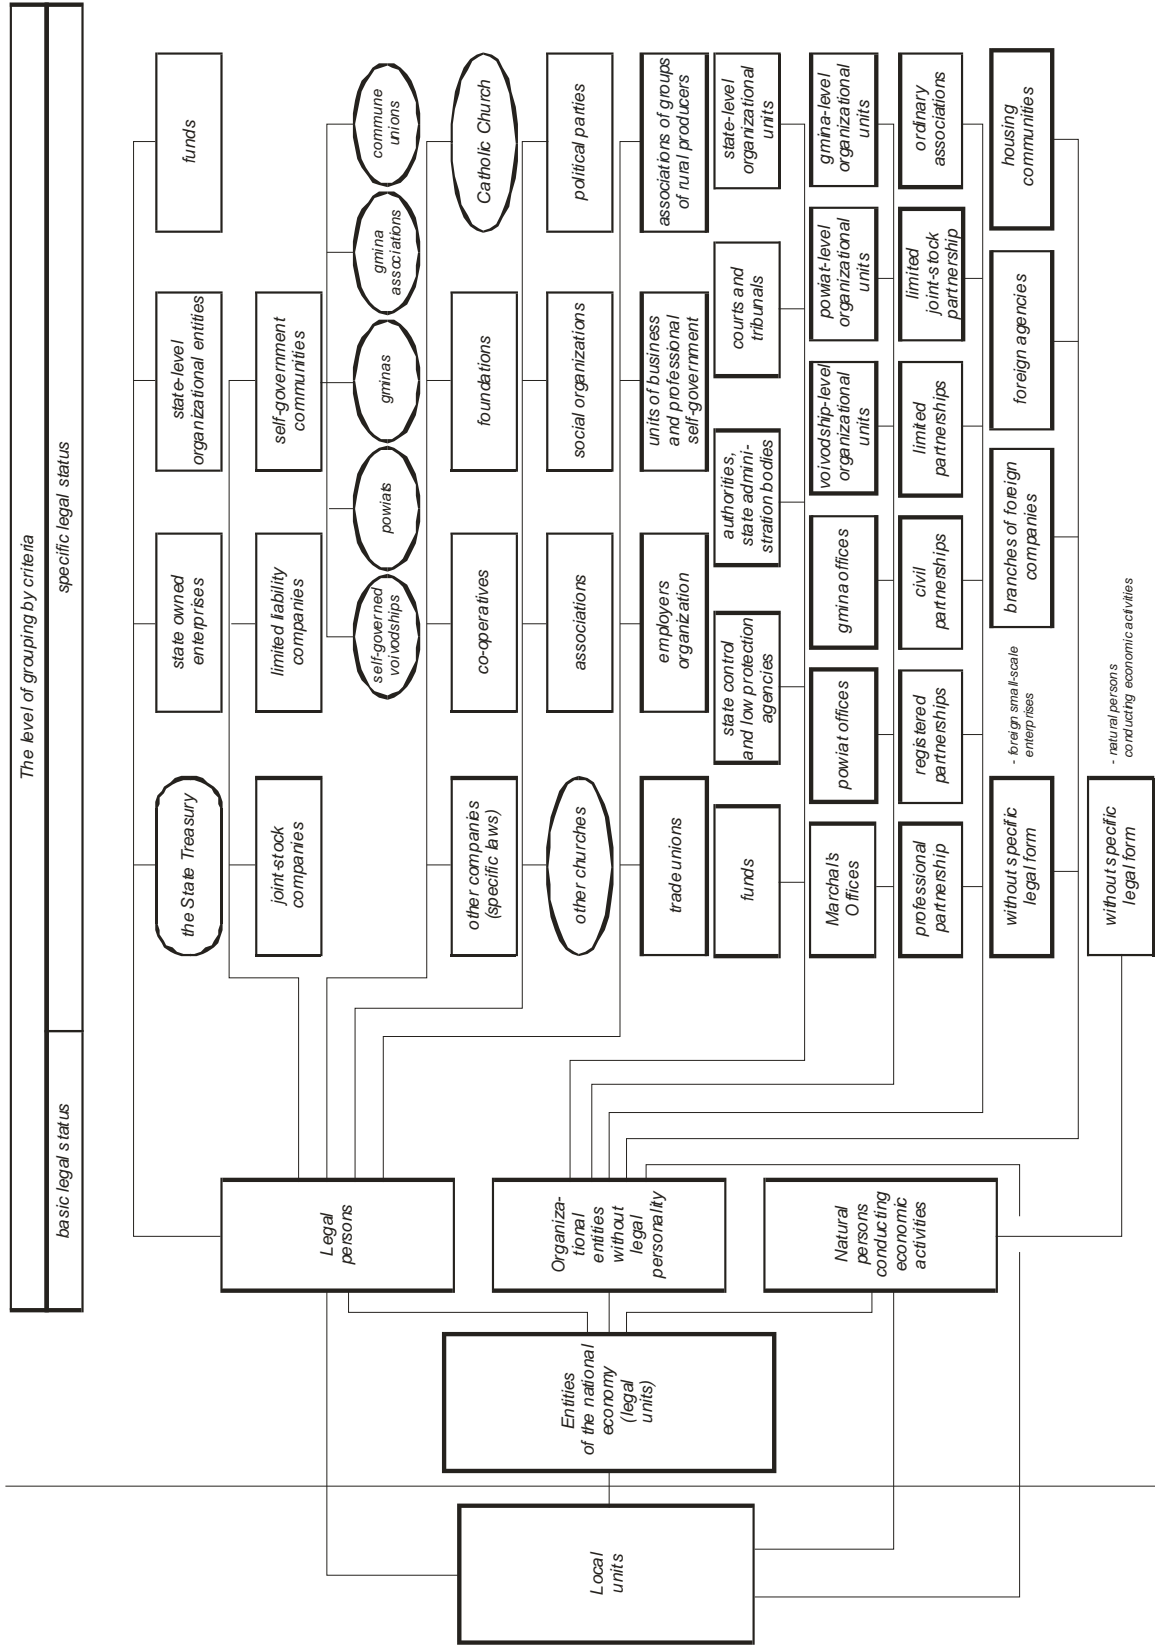 The level of grouping by criteria
basic legal status
specific legal status
the State Treasury
state owned
enterprises
state-level
organizational entities
funds
joint-stock
companies
limited liability
companies
self-government
communities
self-governed
voivodships
powiats
gminas
gmina
associations
commune
unions
other companies
(specific laws)
co-operatives
foundations
Catholic Church
other churches
associations
social organizations
political parties
trade unions
employers
organization
units of business
and professional
self-government
associations of groups
of rural producers
funds
state control
and low protection
agencies
authorities,
state admini-
stration bodies
courts and
tribunals
state-level
organizational
units
Marchal's
Offices
powiat offices
gmina offices
voivodship-level
organizational
units
powiat-level
organizational
units
gmina-level
organizational
units
professional
partnership
registered
partnerships
civil
partnerships
limited
partnerships
limited
joint-stock
partnership
ordinary
associations
without specific
legal form
- foreign small-scale
enterprises
branches of foreign
companies
foreign agencies
housing
communities
without specific
legal form
- natural persons
conducting economic activities
Legal
persons
Organiza-
tional
entities
without
legal
personality
Natural
persons
conducting
economic
activities
Entities
of the national
economy
(legal
units)
Local
units